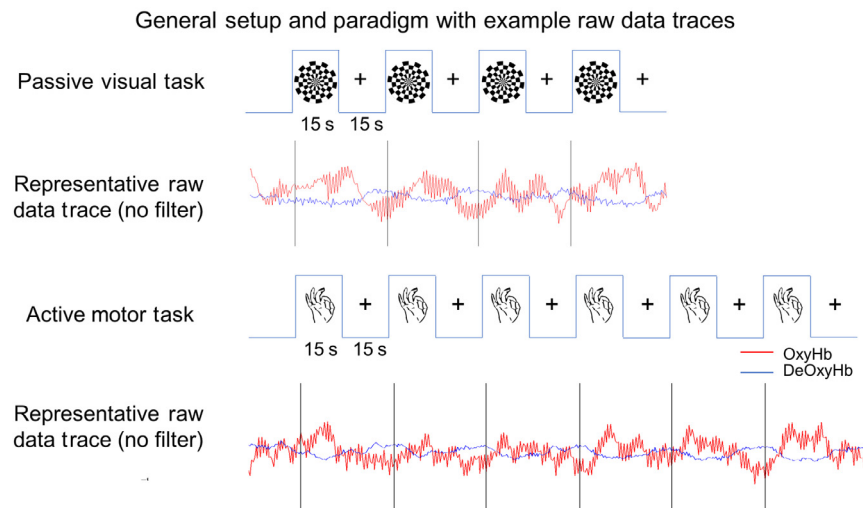 General setup and paradigm with example raw data traces
Passive visual task
+ + + +
15 s 15 s
Representative raw
data trace (no filter)
Active motor task
+ + + + + +
15 s 15 s
OxyHb
DeOxyHb
Representative raw
data trace (no filter)